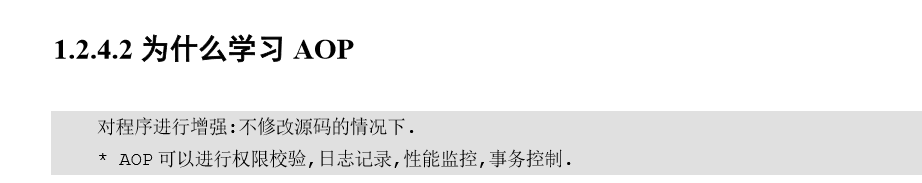 1.2.4.2 为什么学习 AOP
对程序进行增强:不修改源码的情况下.
* AOP 可以进行权限校验,日志记录,性能监控,事务控制.